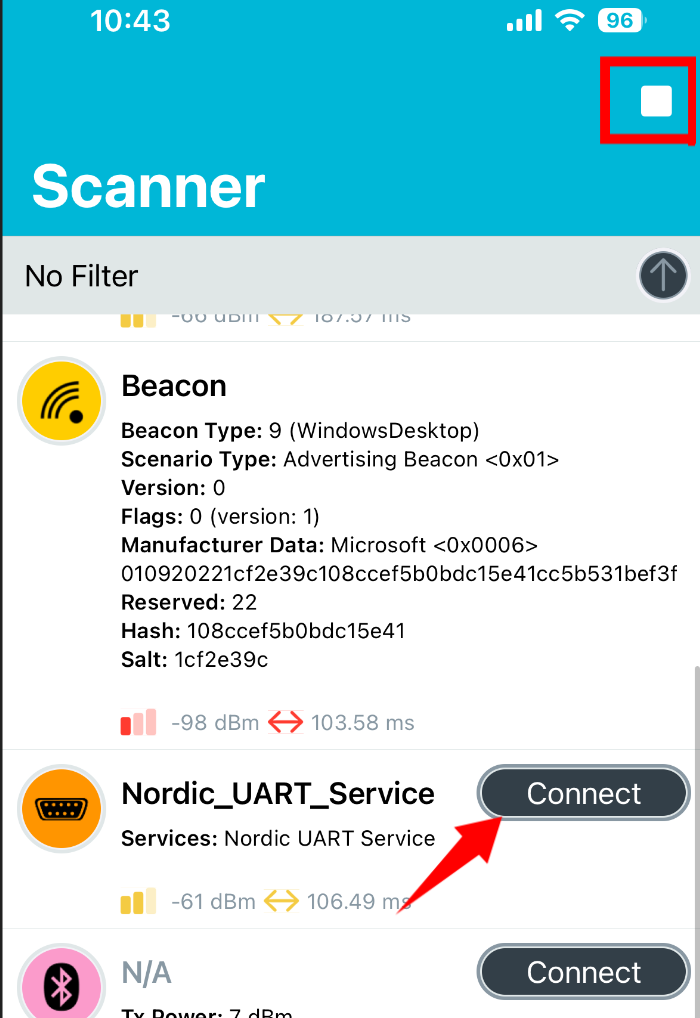 10:43
96
Scanner
No Filter
-66 dBm 187.57 ms
Beacon
Beacon Type: 9 (WindowsDesktop)
Scenario Type: Advertising Beacon <0x01>
Version: 0
Flags: 0 (version: 1)
Manufacturer Data: Microsoft <0x0006>
010920221cf2e39c108ccef5b0bdc15e41cc5b531bef3f
Reserved: 22
Hash: 108ccef5b0bdc15e41
Salt: 1cf2e39c
-98 dBm 103.58 ms
Nordic_UART_Service
Connect
Services: Nordic UART Service
-61 dBm 106.49 ms
N/A
Connect
Tx Power: 7 dBm